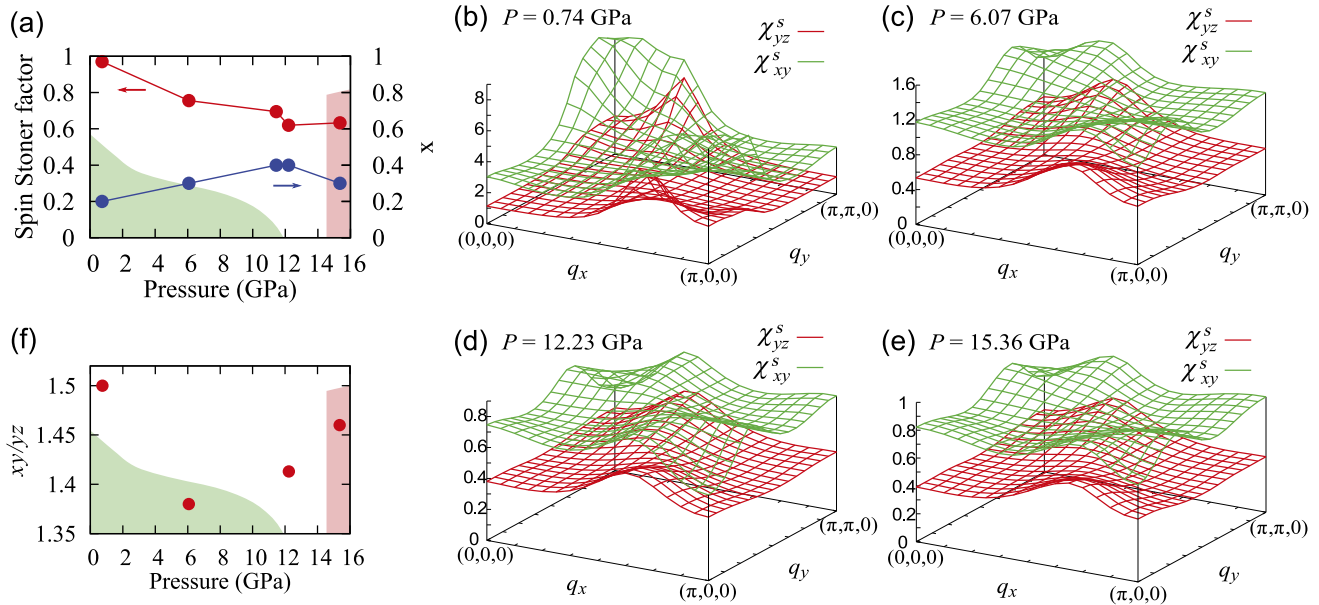 (a)
Spin Stoner factor
1
0.8
0.6
0.4
0.2
0
1
0.8
0.6
0.4
0.2
0
x
0 2 4 6 8 10 12 14 16
Pressure (GPa)
(b)
P = 0.74 GPa
χ^s_yz
χ^s_xy
8
6
4
2
0
(0,0,0)
q_x
(π,0,0)
q_y
(π,π,0)
(c)
P = 6.07 GPa
χ^s_yz
χ^s_xy
1.6
1.2
0.8
0.4
0
(0,0,0)
q_x
(π,0,0)
q_y
(π,π,0)
(f)
xy/yz
1.5
1.45
1.4
1.35
0 2 4 6 8 10 12 14 16
Pressure (GPa)
(d)
P = 12.23 GPa
χ^s_yz
χ^s_xy
0.8
0.6
0.4
0.2
0
(0,0,0)
q_x
(π,0,0)
q_y
(π,π,0)
(e)
P = 15.36 GPa
χ^s_yz
χ^s_xy
1
0.8
0.6
0.4
0.2
0
(0,0,0)
q_x
(π,0,0)
q_y
(π,π,0)